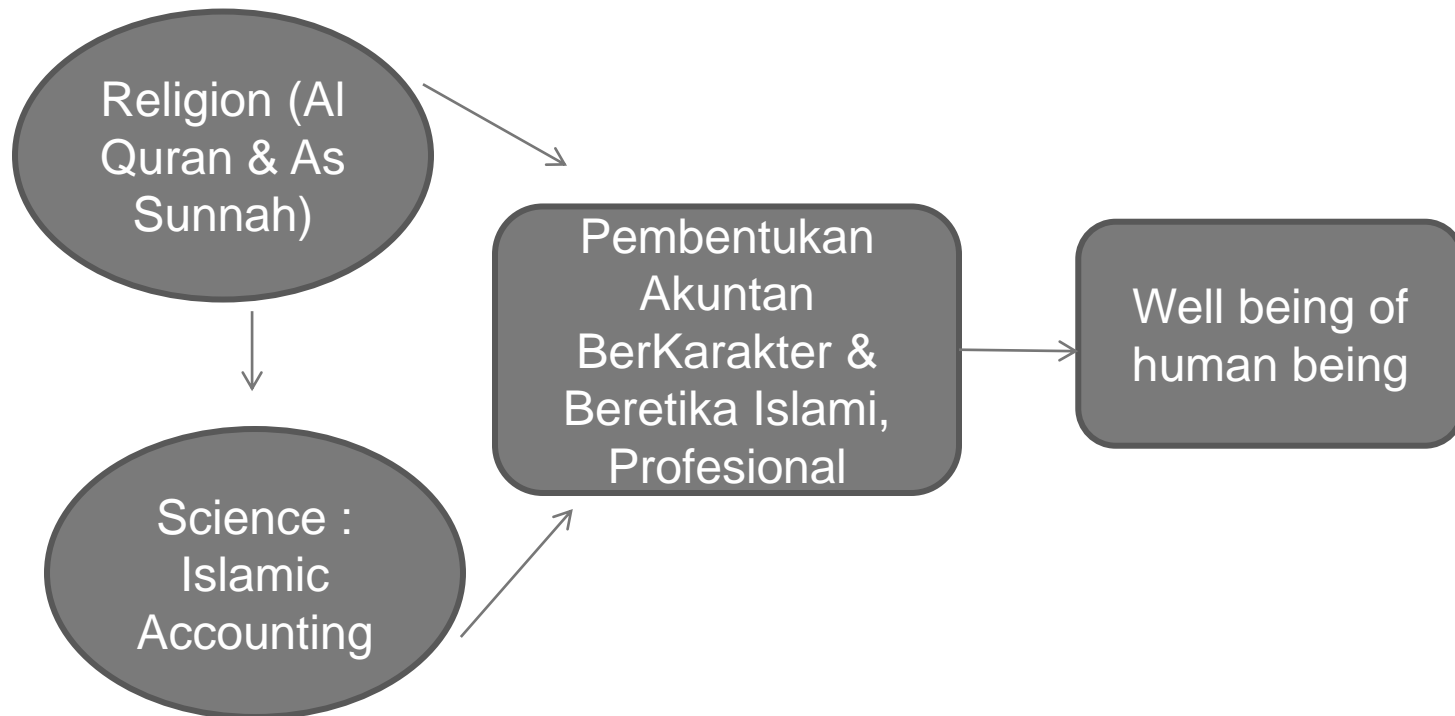 Religion (Al
Quran & As
Sunnah)
Pembentukan
Akuntan
BerKarakter &
Beretika Islami,
Profesional
Well being of
human being
Science :
Islamic
Accounting